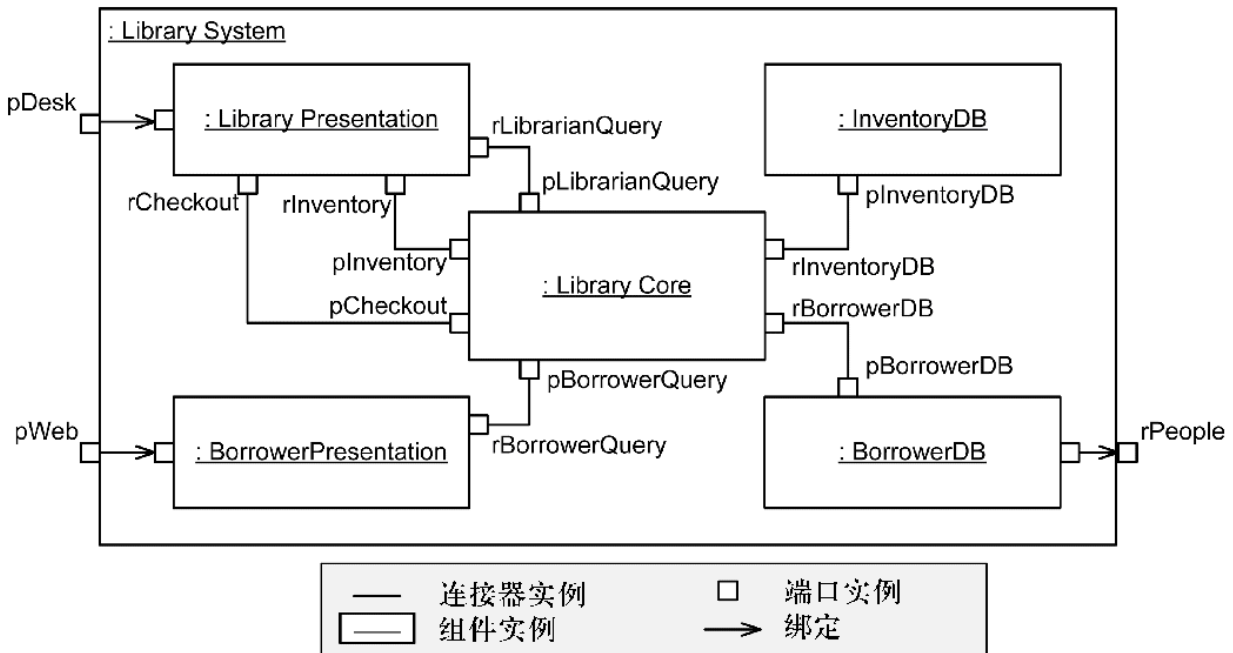 : Library System
pDesk
: Library Presentation
rLibrarianQuery
: InventoryDB
pLibrarianQuery
rCheckout
rInventory
pInventoryDB
pInventory
: Library Core
rInventoryDB
pCheckout
rBorrowerDB
pBorrowerQuery
pBorrowerDB
pWeb
: BorrowerPresentation
rBorrowerQuery
: BorrowerDB
rPeople
连接器实例
端口实例
组件实例
绑定